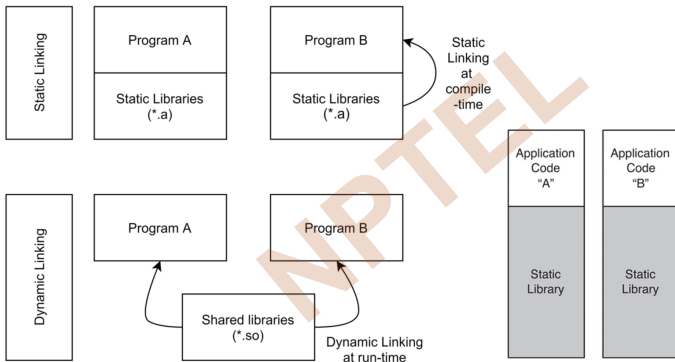 Static Linking
Program A
Static Libraries
(*.a)
Program B
Static Libraries
(*.a)
Static
Linking
at
compile
-time
Dynamic Linking
Program A
Program B
Shared libraries
(*.so)
Dynamic Linking
at run-time
Application
Code
“A”
Static
Library
Application
Code
“B”
Static
Library
NPTEL